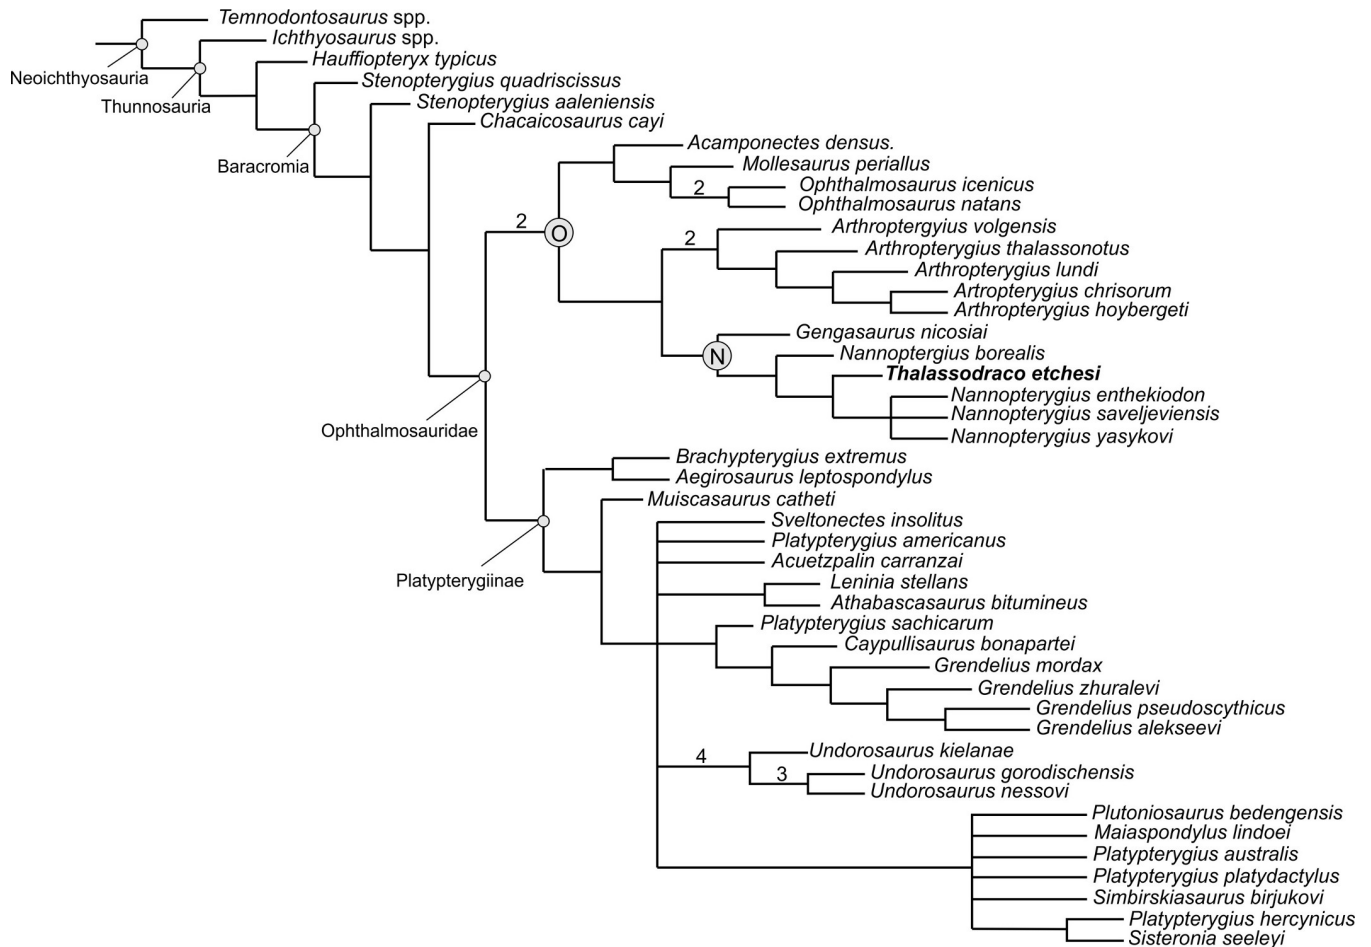 Temnodontosaurus spp.
Ichthyosaurus spp.
Hauffiopteryx typicus
Neoichthyosauria
Stenopterygius quadriscissus
Thunnosauria
Stenopterygius aaleniensis
Chacaicosaurus cayi
Baracromia
Acamponectes densus.
Mollesaurus periallus
2
Ophthalmosaurus icenicus
Ophthalmosaurus natans
2
O
Arthroptergyius volgensis
2
Arthropterygius thalassonotus
Arthropterygius lundi
Artropterygius chrisorum
Arthropterygius hoybergeti
Gengasaurus nicosiai
N
Nannoptergius borealis
Thalassodraco etchesi
Nannopterygius enthekiodon
Nannopterygius saveljeviensis
Nannopterygius yasykovi
Ophthalmosauridae
Brachypterygius extremus
Aegirosaurus leptospondylus
Muiscasaurus catheti
Sveltonectes insolitus
Platypterygius americanus
Acuetzpalin carranzai
Platypterygiinae
Leninia stellans
Athabascasaurus bitumineus
Platypterygius sachicarum
Caypullisaurus bonapartei
Grendelius mordax
Grendelius zhuralevi
Grendelius pseudoscythicus
Grendelius alekseevi
4
Undorosaurus kielanae
3
Undorosaurus gorodischensis
Undorosaurus nessovi
Plutoniosaurus bedengensis
Maiaspondylus lindoei
Platypterygius australis
Platypterygius platydactylus
Simbirskiasaurus birjukovi
Platypterygius hercynicus
Sisteronia seeleyi